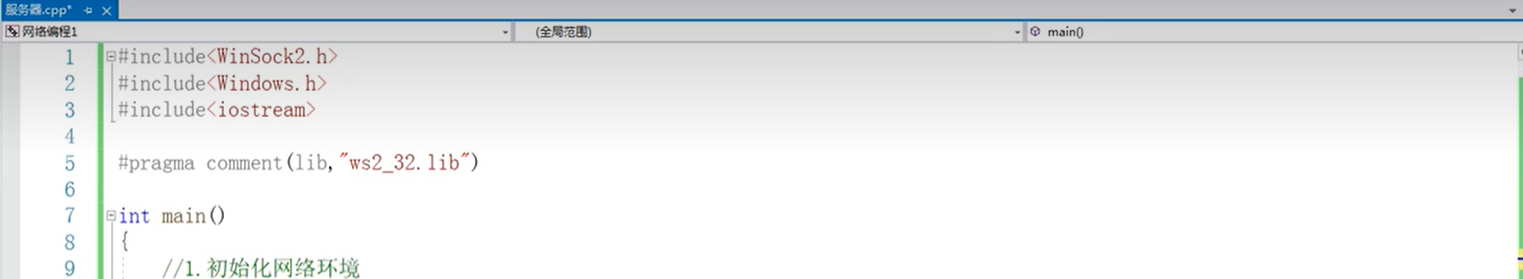 服务器.cpp*
网络编程1 (全局范围) main()
1 #include<WinSock2.h>
2 #include<Windows.h>
3 #include<iostream>
4
5 #pragma comment(lib,"ws2_32.lib")
6
7 int main()
8 {
9 //1.初始化网络环境